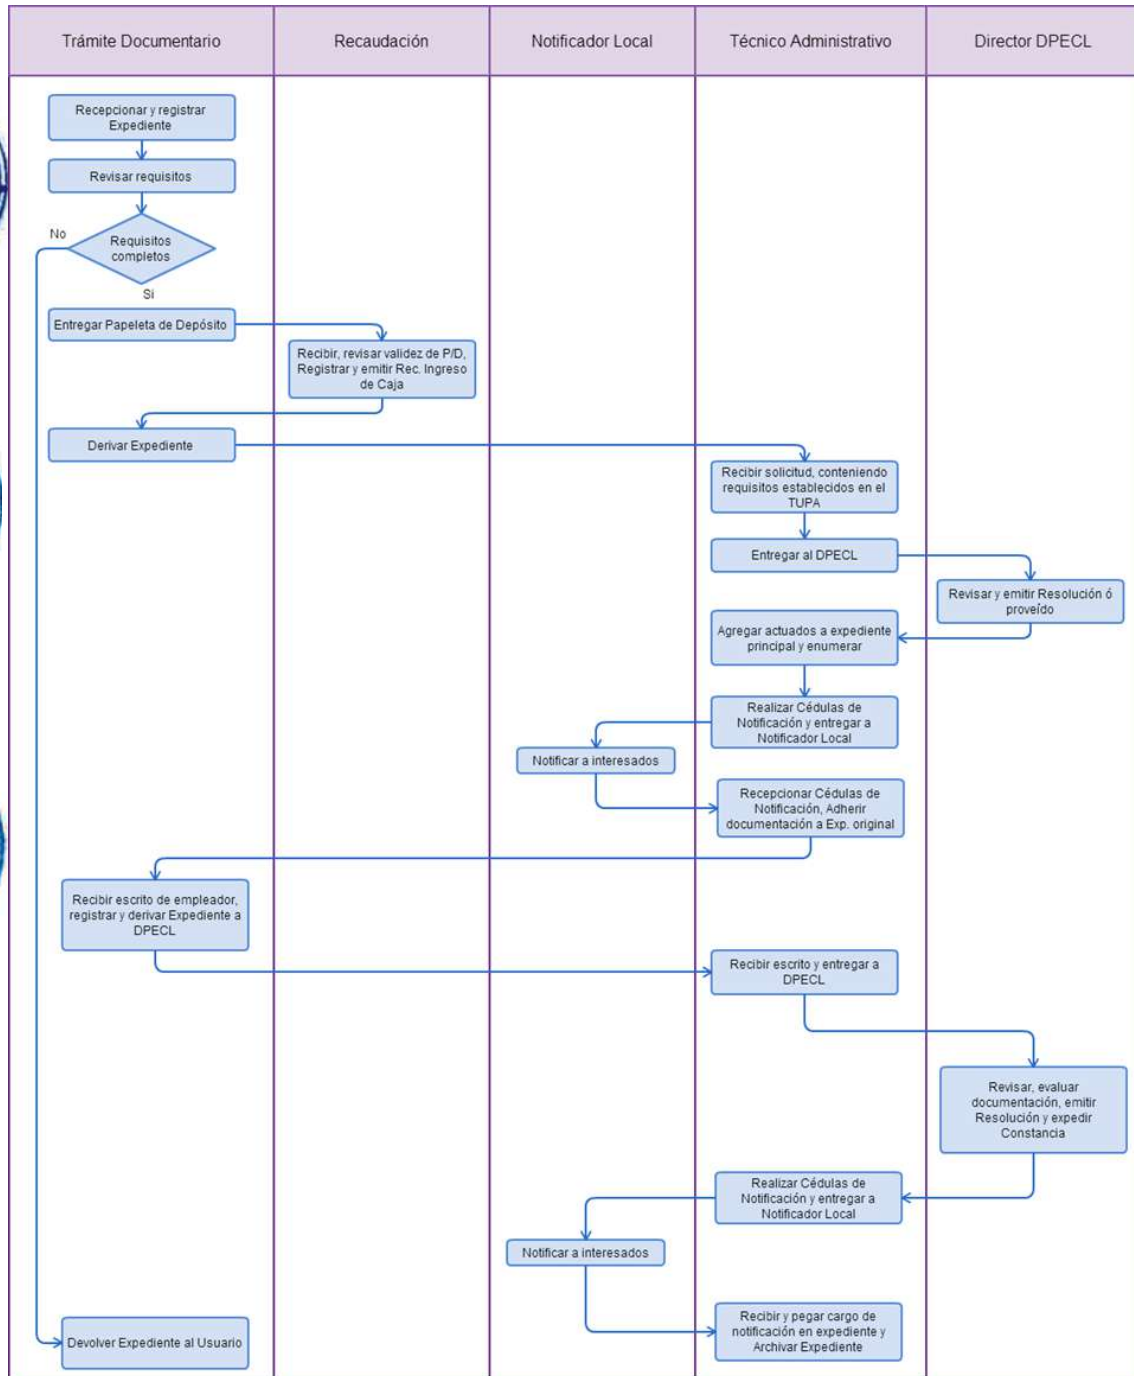 Trámite Documentario
Recaudación
Notificador Local
Técnico Administrativo
Director DPECL
Recepcionar y registrar
Expediente
Revisar requisitos
No
Requisitos
completos
Si
Entregar Papeleta de Depósito
Recibir, revisar validez de P/D,
Registrar y emitir Rec. Ingreso
de Caja
Derivar Expediente
Recibir solicitud, conteniendo
requisitos establecidos en el
TUPA
Entregar al DPECL
Revisar y emitir Resolución ó
proveído
Agregar actuados a expediente
principal y enumerar
Realizar Cédulas de
Notificación y entregar a
Notificador Local
Notificar a interesados
Recepcionar Cédulas de
Notificación, Adherir
documentación a Exp. original
Recibir escrito de empleador,
registrar y derivar Expediente a
DPECL
Recibir escrito y entregar a
DPECL
Revisar, evaluar
documentación, emitir
Resolución y expedir
Constancia
Realizar Cédulas de
Notificación y entregar a
Notificador Local
Notificar a interesados
Recibir y pegar cargo de
notificación en expediente y
Archivar Expediente
Devolver Expediente al Usuario